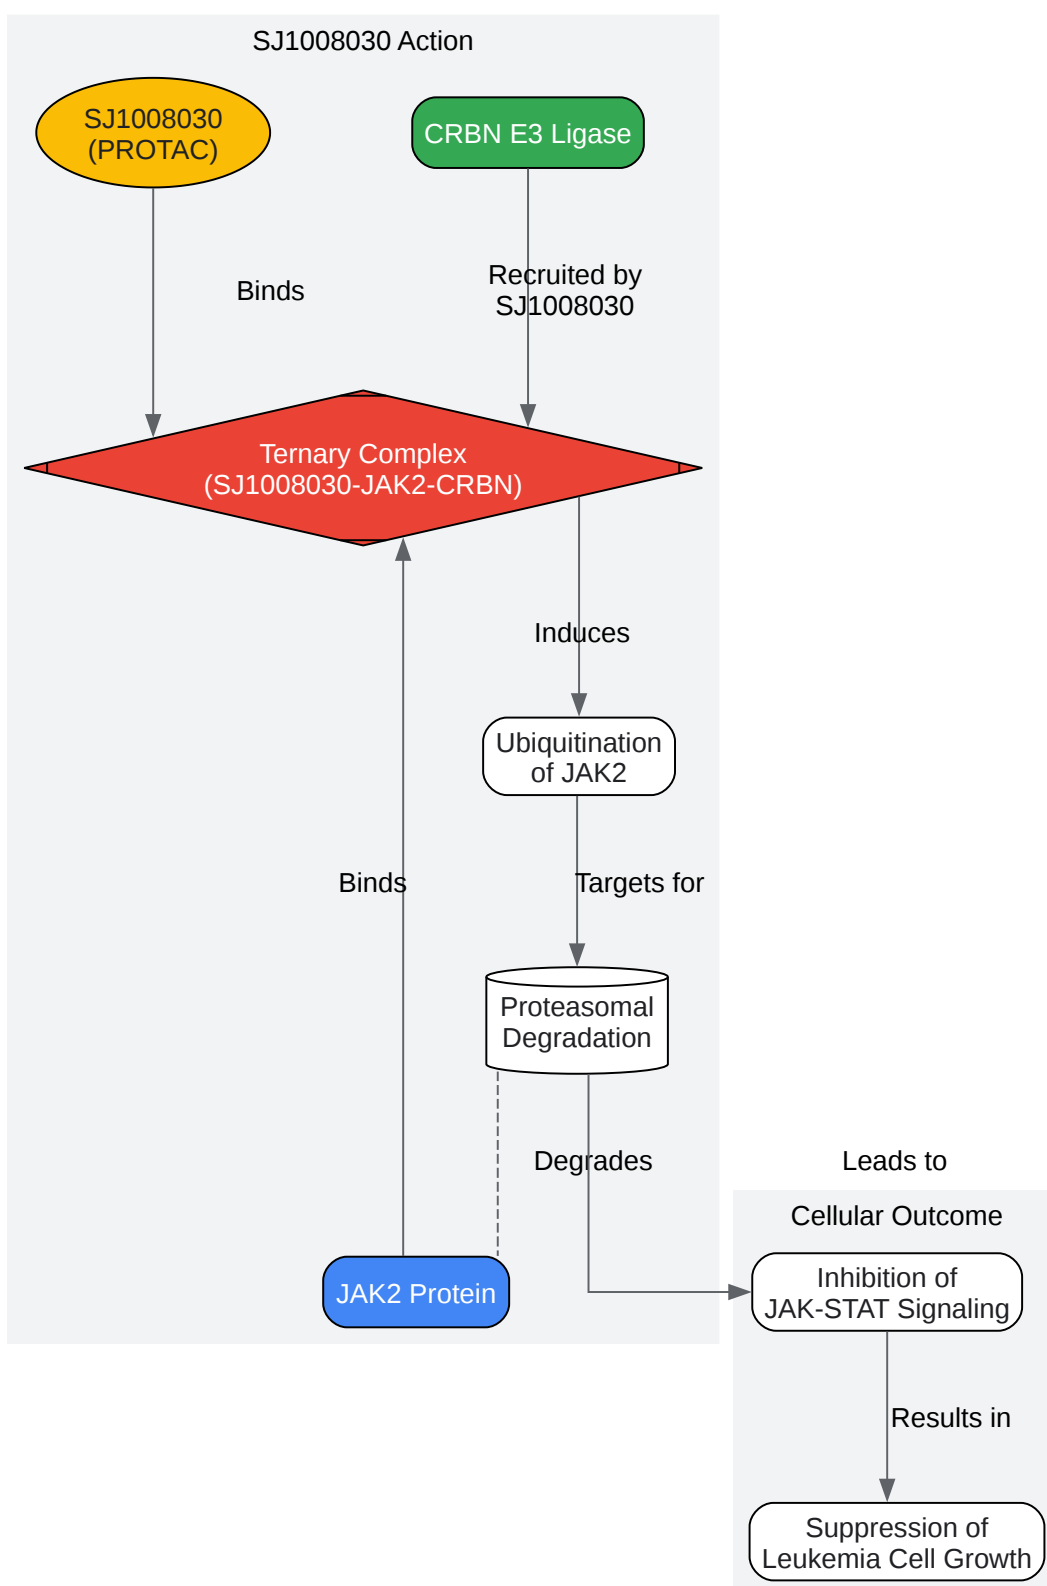 SJ1008030 Action
SJ1008030
(PROTAC)
CRBN E3 Ligase
Binds
Recruited by
SJ1008030
Ternary Complex
(SJ1008030-JAK2-CRBN)
Induces
Ubiquitination
of JAK2
Binds
Targets for
Proteasomal
Degradation
Degrades
Leads to
Cellular Outcome
JAK2 Protein
Inhibition of
JAK-STAT Signaling
Results in
Suppression of
Leukemia Cell Growth